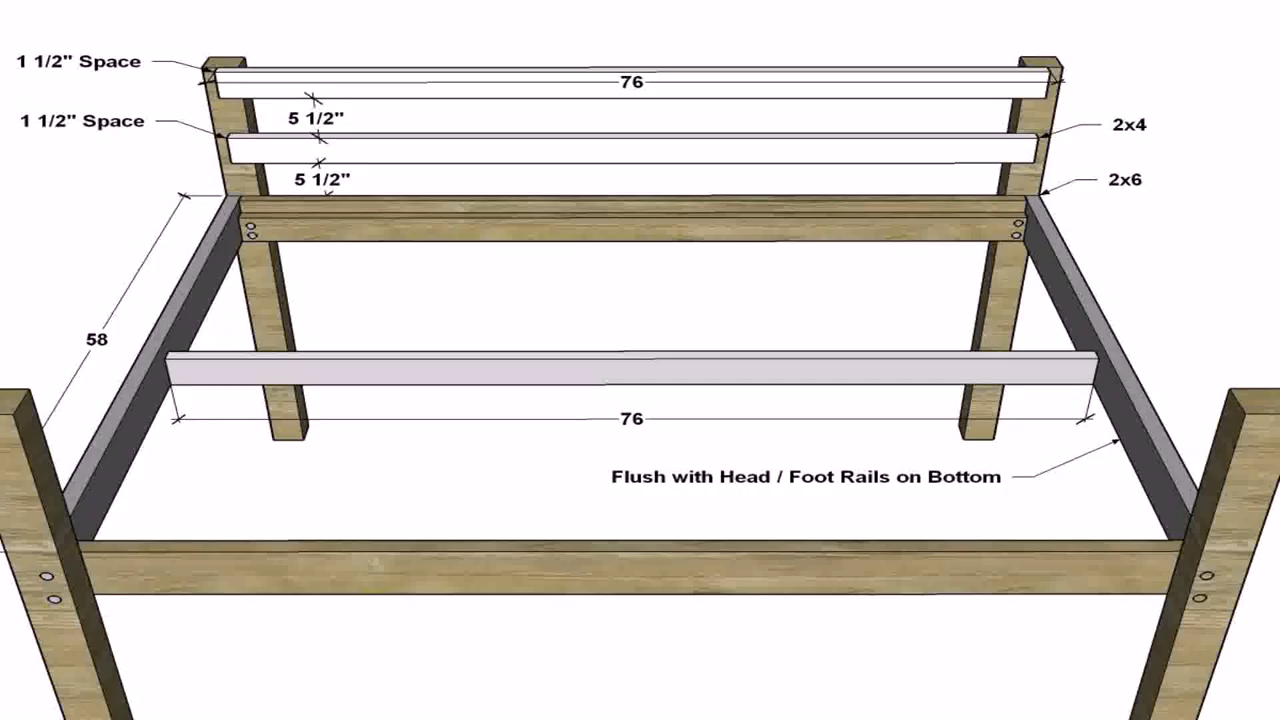 1 1/2" Space
76
5 1/2"
1 1/2" Space
2x4
5 1/2"
2x6
58
76
Flush with Head / Foot Rails on Bottom